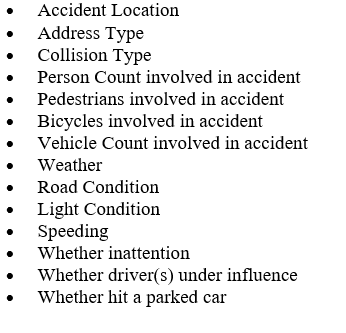 • Accident Location
• Address Type
• Collision Type
• Person Count involved in accident
• Pedestrians involved in accident
• Bicycles involved in accident
• Vehicle Count involved in accident
• Weather
• Road Condition
• Light Condition
• Speeding
• Whether inattention
• Whether driver(s) under influence
• Whether hit a parked car